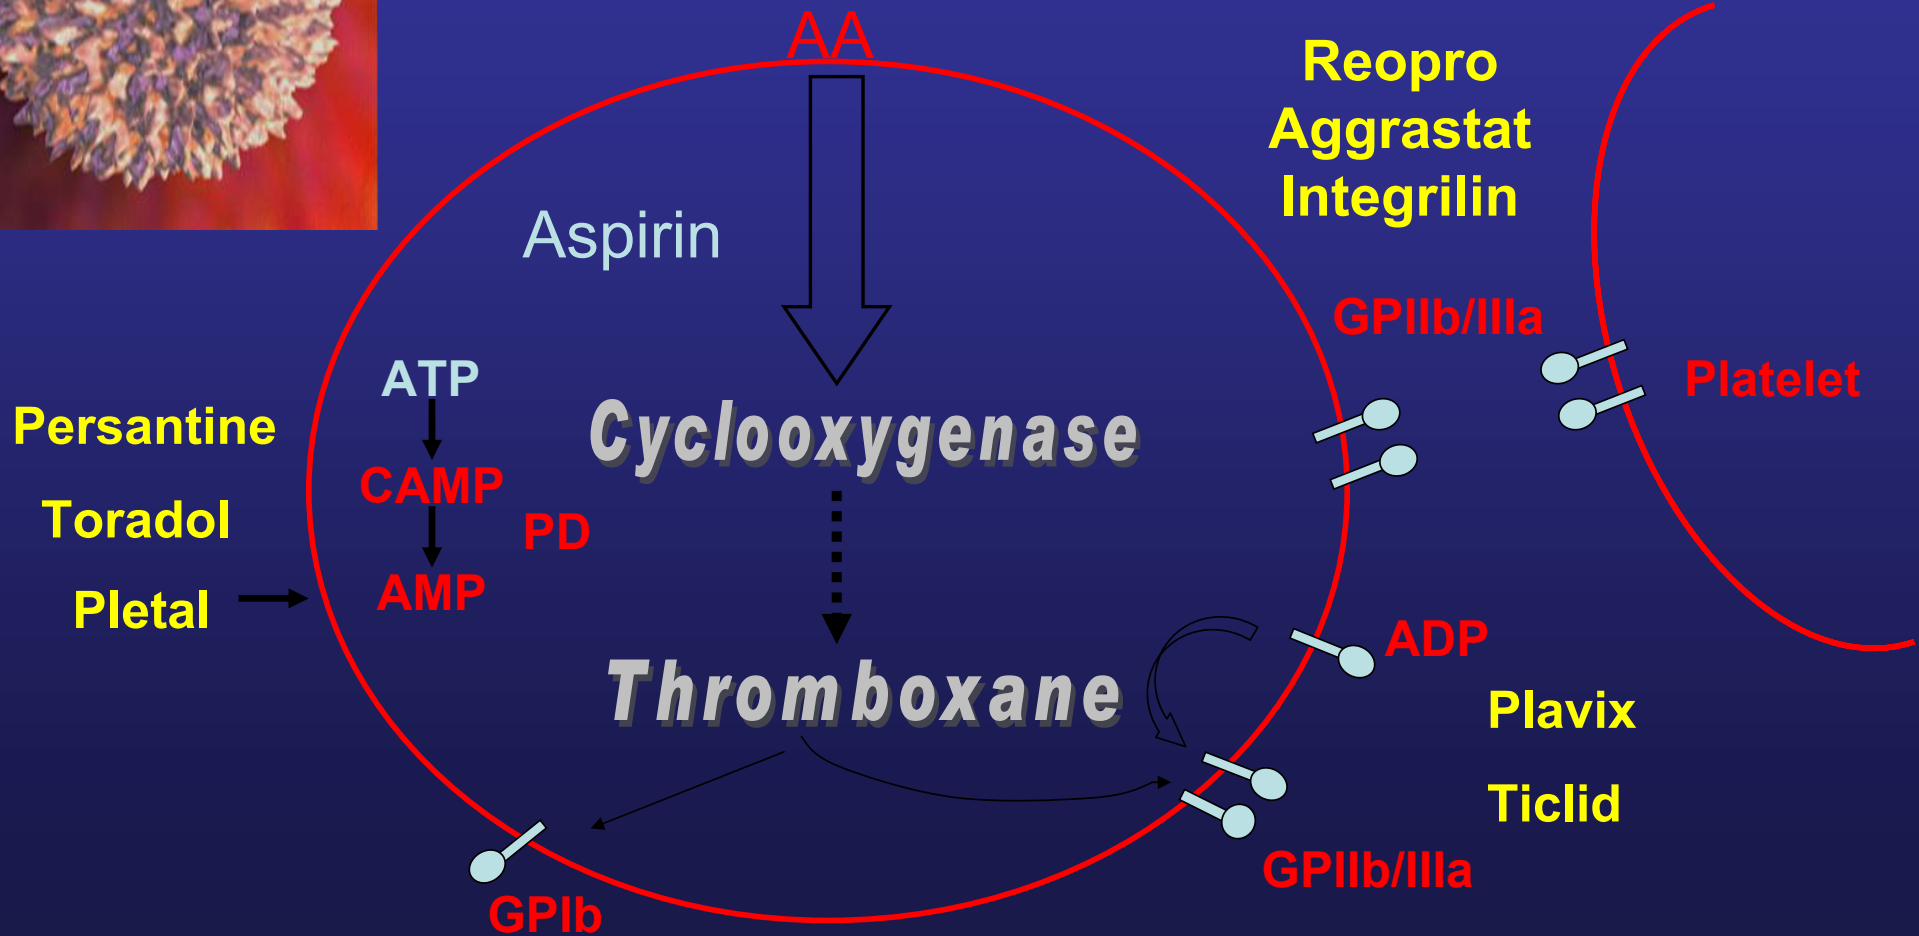 AA
Reopro
Aggrastat
Integrilin
Aspirin
GPIIb/IIIa
Platelet
ATP
Persantine
Cyclooxygenase
CAMP
Toradol
PD
AMP
Pletal
ADP
Thromboxane
Plavix
Ticlid
GPIIb/IIIa
GPIb